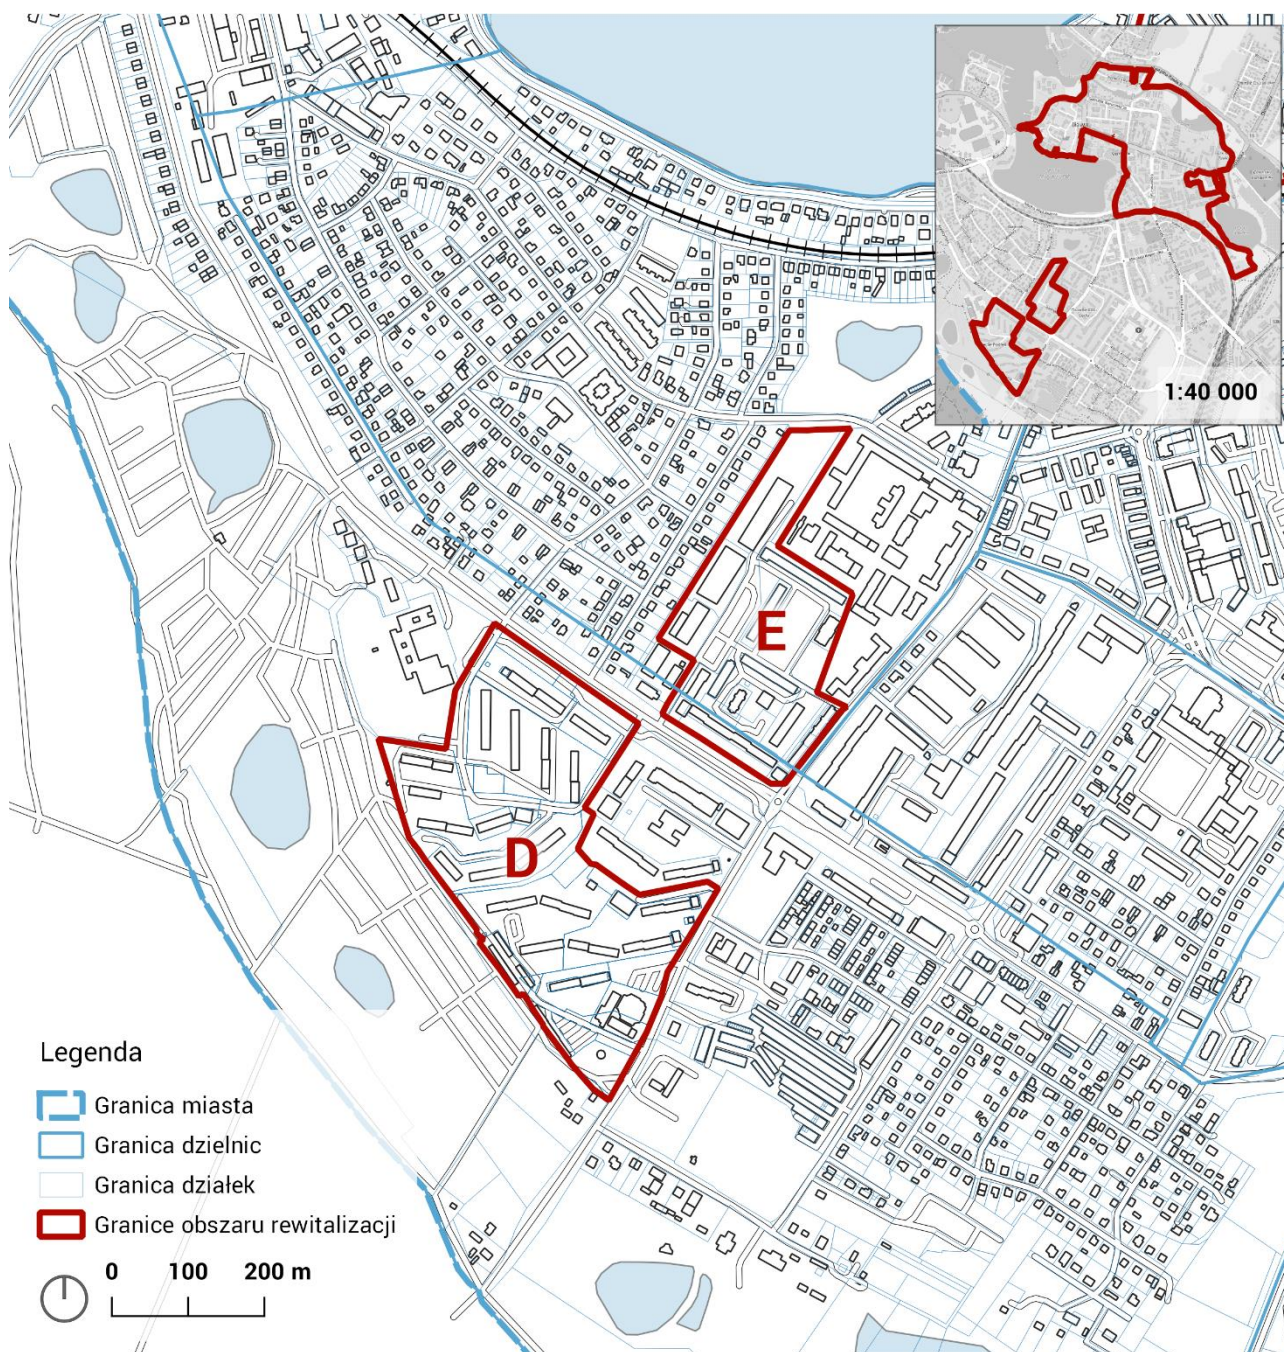 1:40 000
E
D
Legenda
Granica miasta
Granica dzielnic
Granica działek
Granice obszaru rewitalizacji
0 100 200 m